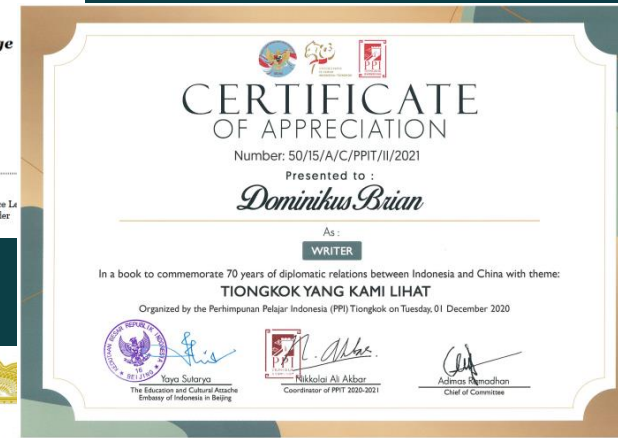 CERTIFICATE
OF APPRECIATION
Number: 50/15/A/C/PPIT/II/2021
Presented to :
Dominikus Brian
As :
WRITER
In a book to commemorate 70 years of diplomatic relations between Indonesia and China with theme:
TIONGKOK YANG KAMI LIHAT
Organized by the Perhimpunan Pelajar Indonesia (PPI) Tiongkok on Tuesday, 01 December 2020
Yaya Sutarya
The Education and Cultural Attache
Embassy of Indonesia in Beijing
Nikkolai Ali Akbar
Coordinator of PPIT 2020-2021
Adimas Ramadhan
Chief of Committee